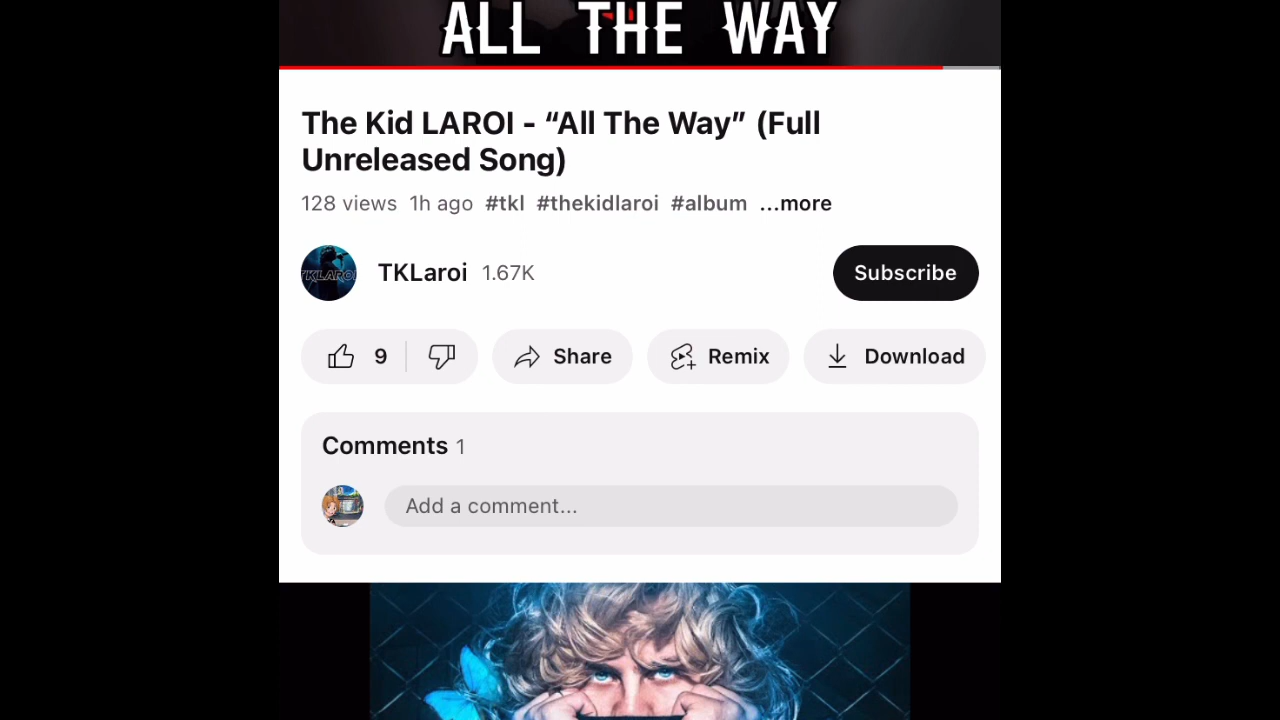 ALL THE WAY
The Kid LAROI - “All The Way” (Full
Unreleased Song)
128 views 1h ago #tkl #thekidlaroi #album ...more
TKLAROI
TKLaroi 1.67K
Subscribe
9 Share Remix Download
Comments 1
Add a comment...